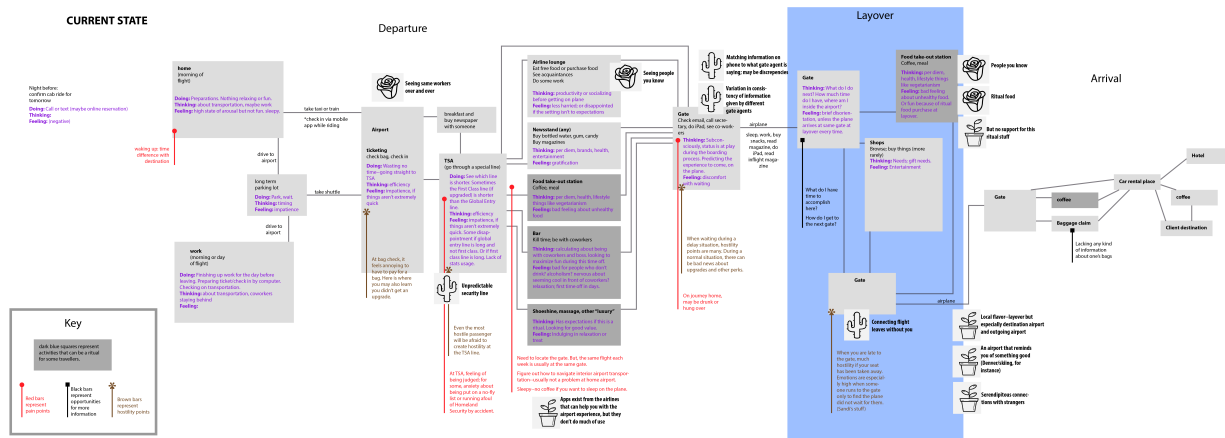 CURRENT STATE
Departure
Layover
Arrival
Night before:
confirm cab ride for
tomorrow
Doing: Call or text (maybe online reservation)
Thinking:
Feeling: (negative)
home
(morning of
flight)
Doing: Preparations. Nothing relaxing or fun.
Thinking: about transportation, maybe work
Feeling: high state of arousal but not fun, sleepy.
waking up: time
difference with
destination
take taxi or train
*check in via mobile
app while riding
drive to
airport
long term
parking lot
Doing: Park, wait.
Thinking: timing
Feeling: impatience
take shuttle
drive to
airport
work
(morning or day
of flight)
Doing: Finishing up work for the day before
leaving. Preparing ticket/check in by computer.
Checking on transportation.
Thinking: about transportation, coworkers
staying behind
Feeling:
Key
dark blue squares represent
activities that can be a ritual
for some travellers.
Red bars
represent
pain points
Black bars
represent
opportunities
for more
information
Brown bars
represent
hostility points
Seeing same workers
over and over
Airport
ticketing
check bag, check in
Doing: Wasting no
time--going straight to
TSA
Thinking: efficiency
Feeling: impatience, if
things aren't extremely
quick
At bag check, it
feels annoying to
have to pay for a
bag. Here is where
you may also learn
you didn't get an
upgrade.
breakfast and
buy newspaper
with someone
TSA
(go through a special line)
Doing: See which line
is shorter. Sometimes
the First Class line (if
upgraded) is shorter
than the Global Entry
line.
Thinking: efficiency
Feeling: impatience, if
things aren't extremely
quick. Some disap-
pointment if global
entry line is long and
not first class. Or if first
class line is long. Lack of
stats usage.
Unpredictable
security line
Even the most
hostile passenger
will be afraid to
create hostility at
the TSA line.
At TSA, feeling of
being judged; for
some, anxiety about
being put on a no-fly
list or running afoul
of Homeland
Security by accident.
Airline lounge
Eat free food or purchase food
See acquaintances
Do some work
Thinking: productivity or socializing
before getting on plane
Feeling: less harried; or disappointed
if the setting isn't to expectations
Seeing people
you know
Newsstand (any)
Buy bottled water, gum, candy
Buy magazines
Thinking: per diem, brands, health,
entertainment
Feeling: gratification
Food take-out station
Coffee, meal
Thinking: per diem, health, lifestyle
things like vegetarianism
Feeling: bad feeling about unhealthy
food
Bar
Kill time; be with coworkers
Thinking: calculating about being
with coworkers and boss; looking to
maximize fun during this time off.
Feeling: bad for people who don't
drink/ alcoholism? nervous about
seeming cool in front of coworkers?
relaxation; first time off in days.
Shoeshine, massage, other "luxury"
Thinking: Has expectations if this is a
ritual. Looking for good value.
Feeling: Indulging in relaxation or
food
Need to locate the gate. But, the same flight each
week is usually at the same gate.
Figure out how to navigate interior airport transpor-
tation--usually not a problem at home airport.
Sleepy--no coffee if you want to sleep on the plane.
Apps exist from the airlines
that can help you with the
airport experience, but they
don't do much of use
Matching information on
phone to what gate agent is
saying; may be discrepencies
Variation in consis-
tency of information
given by different
gate agents
Gate
Check email, call secre-
tary, do iPad, see co-work-
ers
Thinking: Subcon-
sciously, status is at play
during the boarding
process. Predicting the
experience to come, on
the plane.
Feeling: discomfort
with waiting
When waiting during a
delay situation, hostility
points are many. During a
normal situation, there can
be bad news about
upgrades and other perks.
On journey home,
may be drunk or
hung over
airplane
sleep, work, buy
snacks, read
magazine, do
iPad, read
inflight maga-
zine
Gate
Thinking: What do I do
next? How much time
do I have, where am I
inside the airport?
Feeling: brief disorien-
tation, unless the plane
arrives at same gate at
layover every time.
What do I have
time to
accomplish
here?
How do I get to
the next gate?
Food take-out station
Coffee, meal
Thinking: per diem,
health, lifestyle things
like vegetarianism
Feeling: bad feeling
about unhealthy food.
Or fun because of ritual
food purchase at
layover
Shops
Browse; buy things (more
rarely)
Thinking: Needs; gift needs.
Feeling: Entertainment
People you know
Ritual food
But no support for this
ritual stuff
Gate
Connecting flight
leaves without you
When you are late to
the gate, much
hostility if your seat
has been taken away.
Emotions are especial-
ly high when some-
one runs to the gate
only to find the plane
did not wait for them.
(Sandi's stuff)
airplane
Local flavor--layover but
especially destination airport
and outgoing airport
An airport that reminds
you of something good
(Denver/skiing, for
instance)
Serendipitous connec-
tions with strangers
Gate
coffee
Baggage claim
Lacking any kind
of information
about one's bags
Hotel
Car rental place
coffee
Client destination